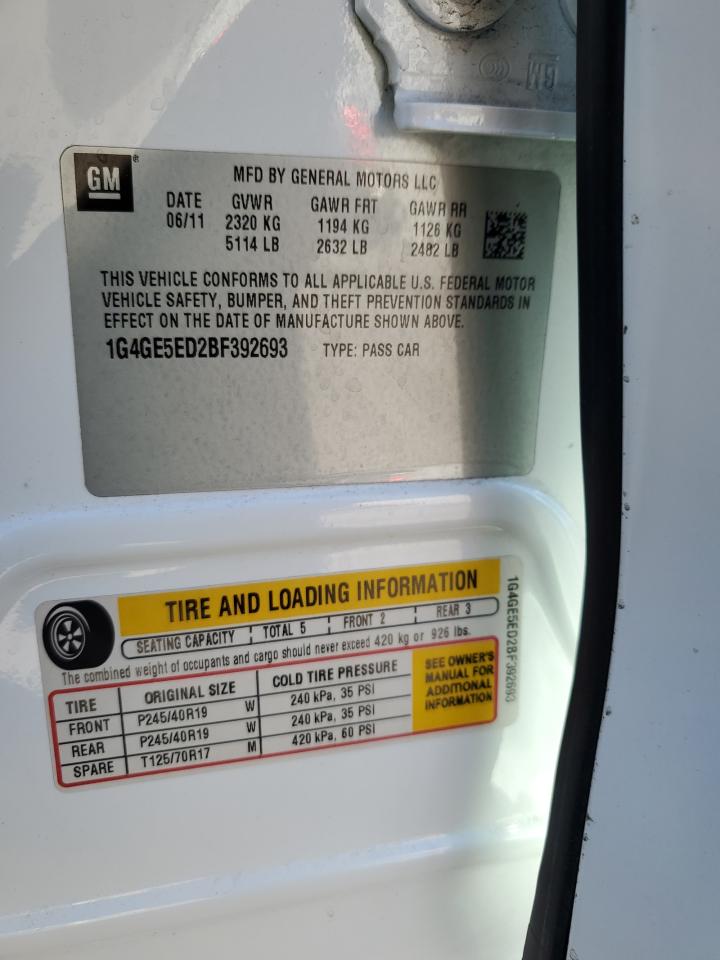 GM
GM ®
MFD BY GENERAL MOTORS LLC
DATE GVWR GAWR FRT GAWR RR
06/11 2320 KG 1194 KG 1126 KG
5114 LB 2632 LB 2482 LB
THIS VEHICLE CONFORMS TO ALL APPLICABLE U.S. FEDERAL MOTOR
VEHICLE SAFETY, BUMPER, AND THEFT PREVENTION STANDARDS IN
EFFECT ON THE DATE OF MANUFACTURE SHOWN ABOVE.
1G4GE5ED2BF392693 TYPE: PASS CAR
TIRE AND LOADING INFORMATION
SEATING CAPACITY TOTAL 5 FRONT 2 REAR 3
The combined weight of occupants and cargo should never exceed 420 kg or 926 lbs.
TIRE ORIGINAL SIZE COLD TIRE PRESSURE
FRONT P245/40R19 W 240 kPa, 35 PSI
REAR P245/40R19 W 240 kPa, 35 PSI
SPARE T125/70R17 M 420 kPa, 60 PSI
SEE OWNER'S
MANUAL FOR
ADDITIONAL
INFORMATION
1G4GE5ED2BF392693